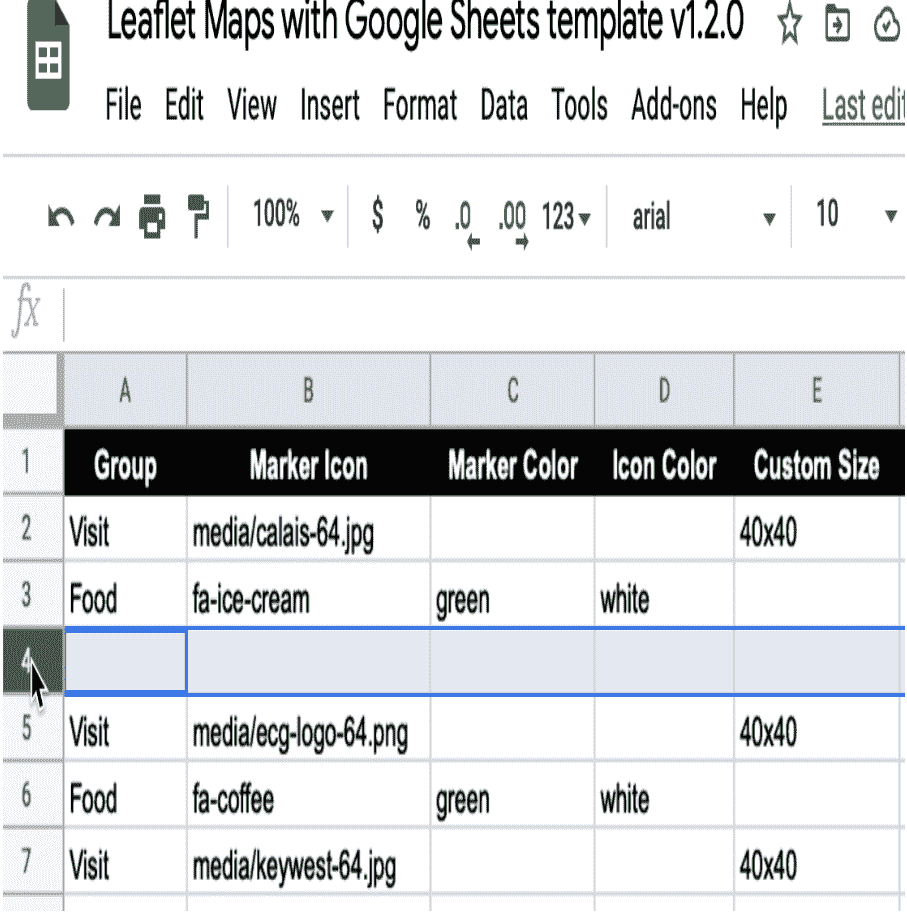 Leaflet Maps with Google Sheets template v1.2.0
File Edit View Insert Format Data Tools Add-ons Help Last edit
100% $ % .0 .00 123 arial 10
fx
A B C D E
1 Group Marker Icon Marker Color Icon Color Custom Size
2 Visit media/calais-64.jpg 40x40
3 Food fa-ice-cream green white
4
5 Visit media/ecg-logo-64.png 40x40
6 Food fa-coffee green white
7 Visit media/keywest-64.jpg 40x40